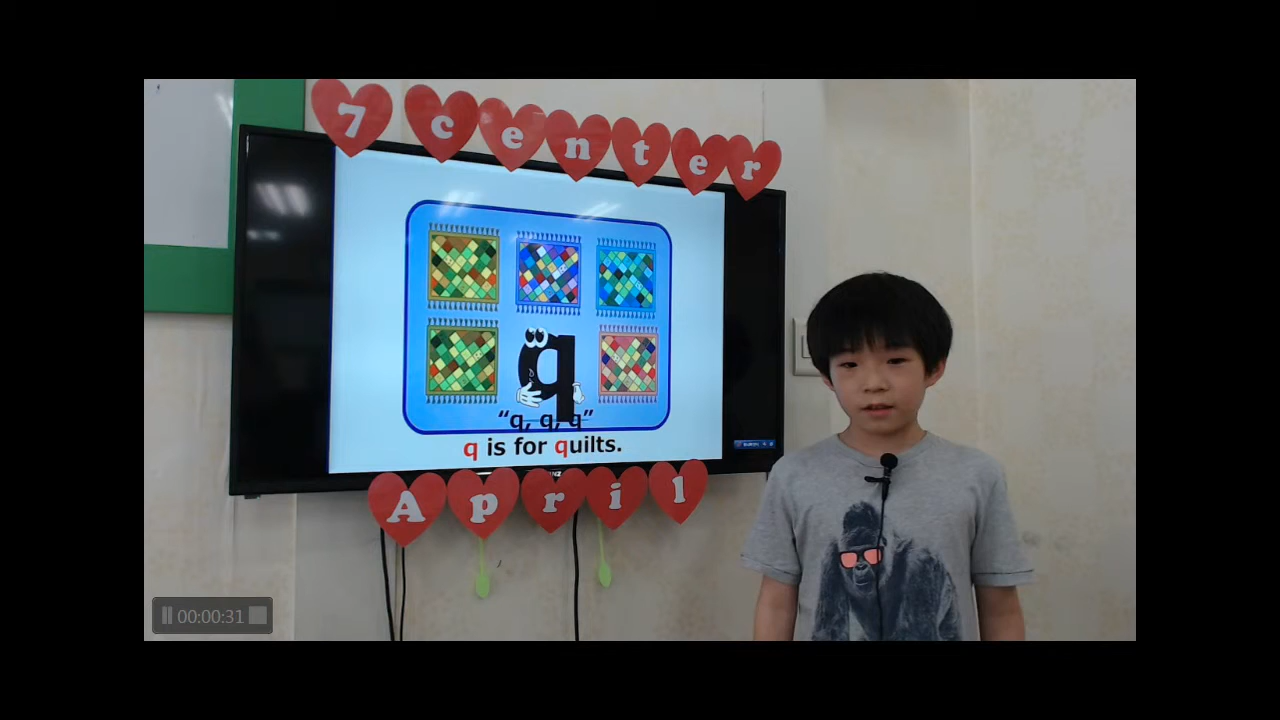 7 center
q
"q, q, q"
q is for quilts.
April
00:00:31